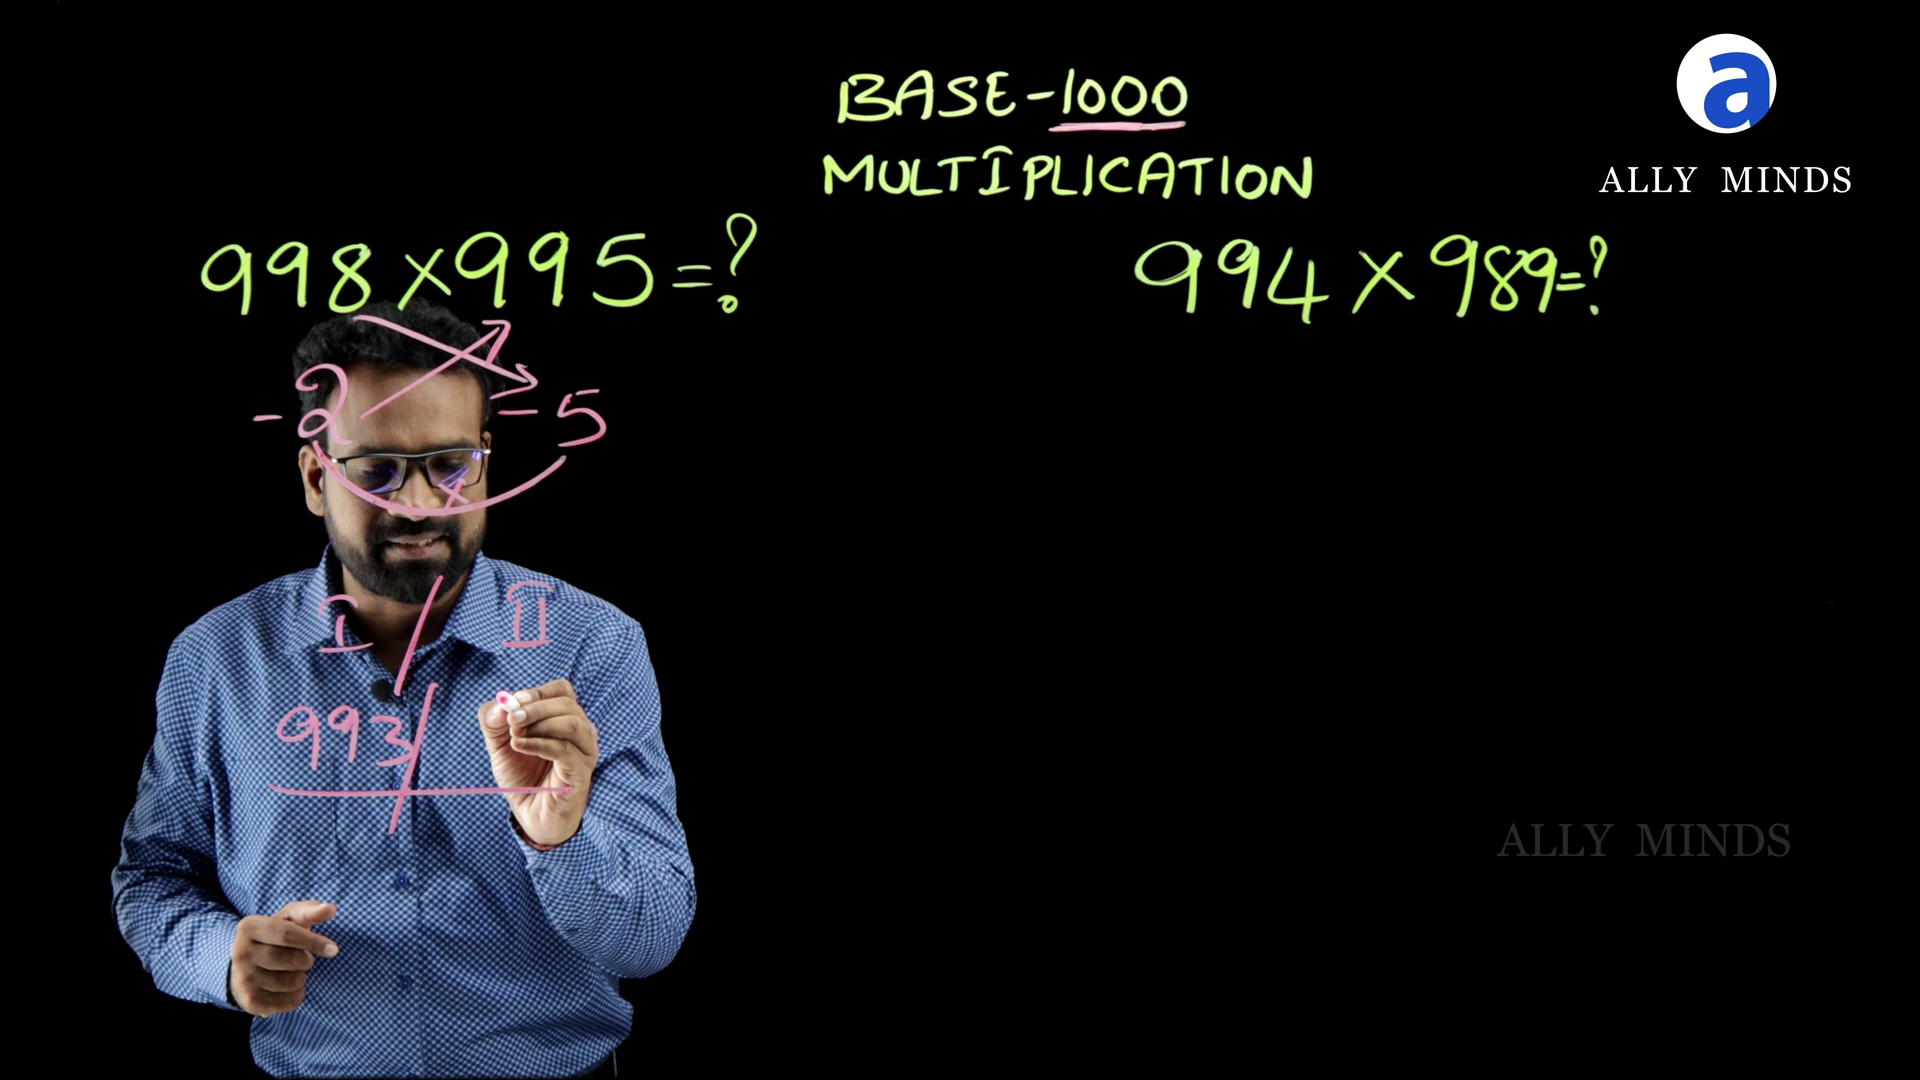 BASE-1000
MULTIPLICATION
a
ALLY MINDS
998×995=?
-2 -5
×
I / II
993/
994×989=?
ALLY MINDS